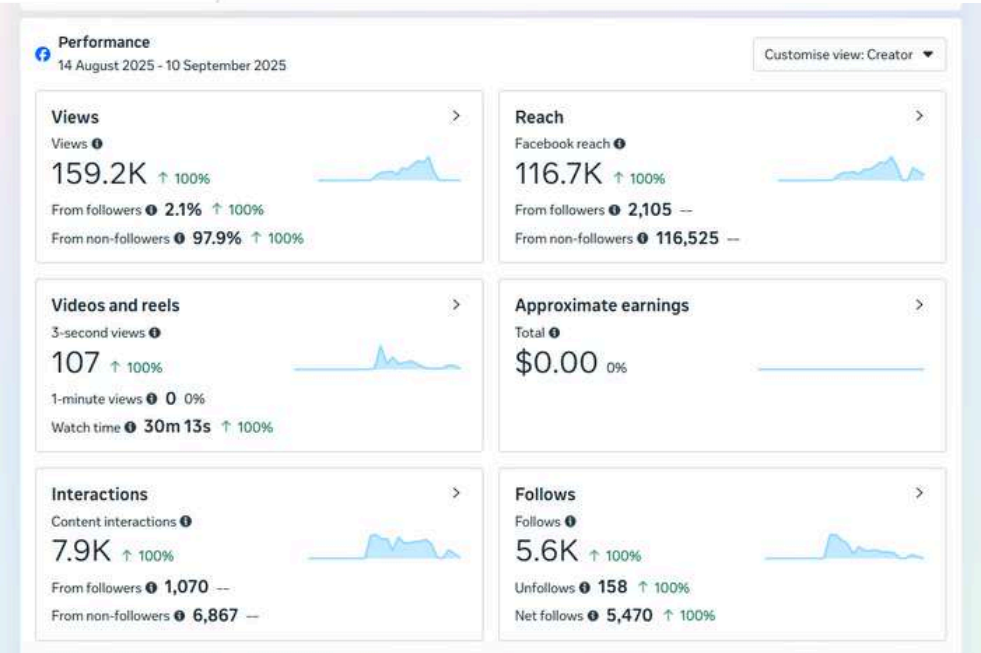 Performance
14 August 2025 - 10 September 2025
Customise view: Creator
Views
Views
159.2K ↑ 100%
From followers 2.1% ↑ 100%
From non-followers 97.9% ↑ 100%
Reach
Facebook reach
116.7K ↑ 100%
From followers 2,105 --
From non-followers 116,525 --
Videos and reels
3-second views
107 ↑ 100%
1-minute views 0 0%
Watch time 30m 13s ↑ 100%
Approximate earnings
Total
$0.00 0%
Interactions
Content interactions
7.9K ↑ 100%
From followers 1,070 --
From non-followers 6,867 --
Follows
Follows
5.6K ↑ 100%
Unfollows 158 ↑ 100%
Net follows 5,470 ↑ 100%